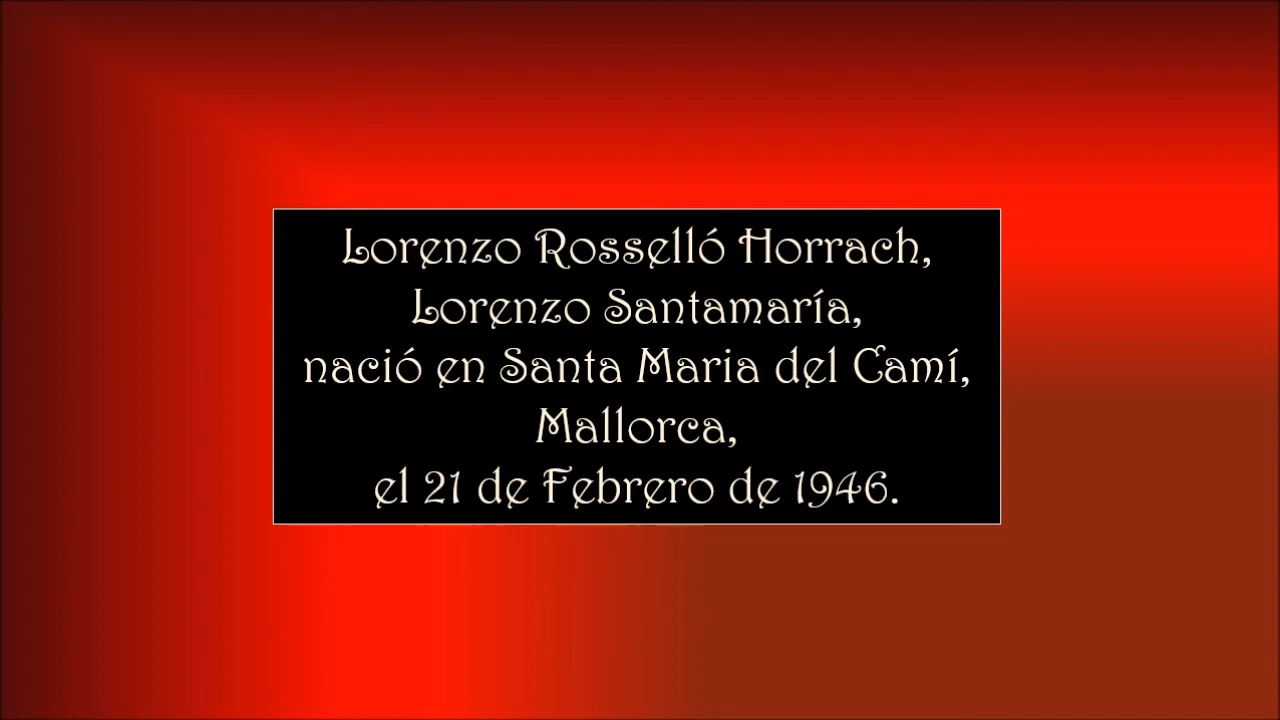 Lorenzo Rosselló Horrach,
Lorenzo Santamaría,
nació en Santa Maria del Camí,
Mallorca,
el 21 de Febrero de 1946.